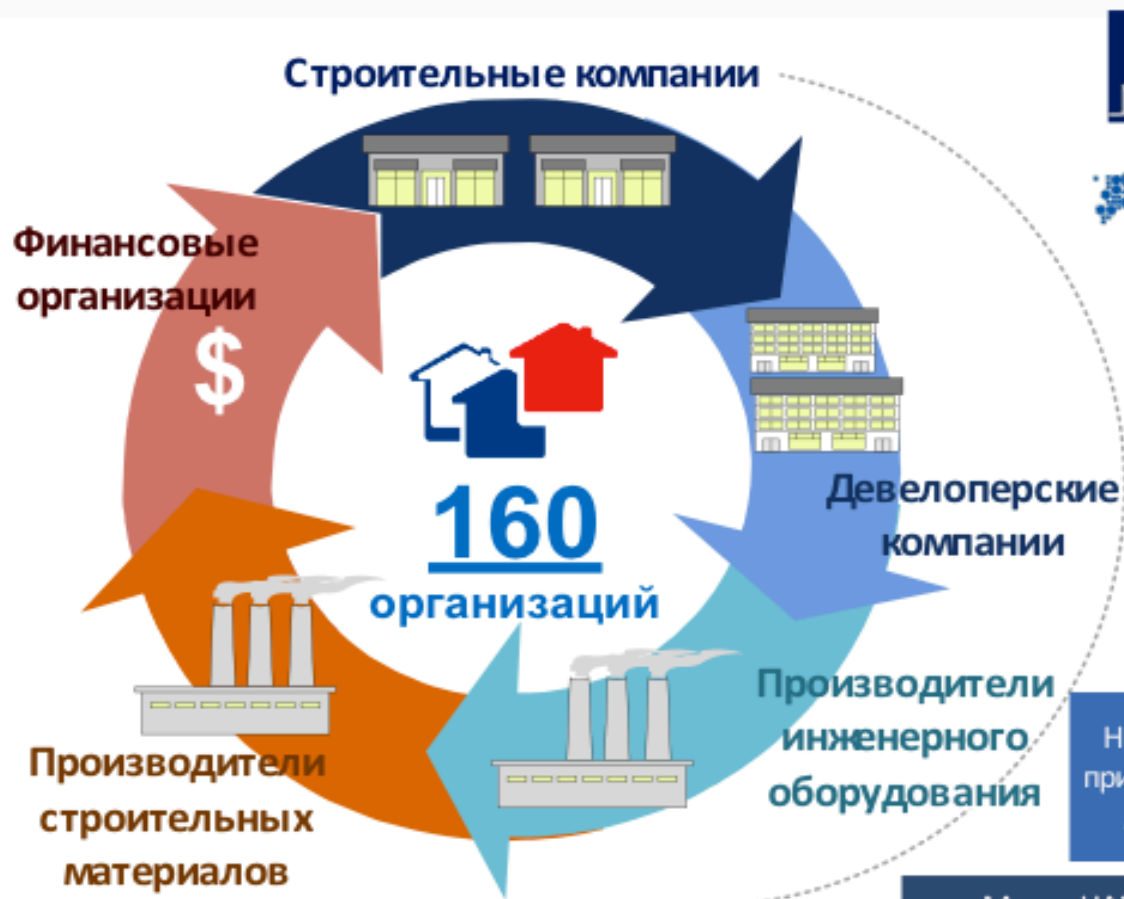 Строительные компании
Финансовые
организации
$
160
организаций
Девелоперские
компании
Производители
инженерного
оборудования
Производители
строительных
материалов